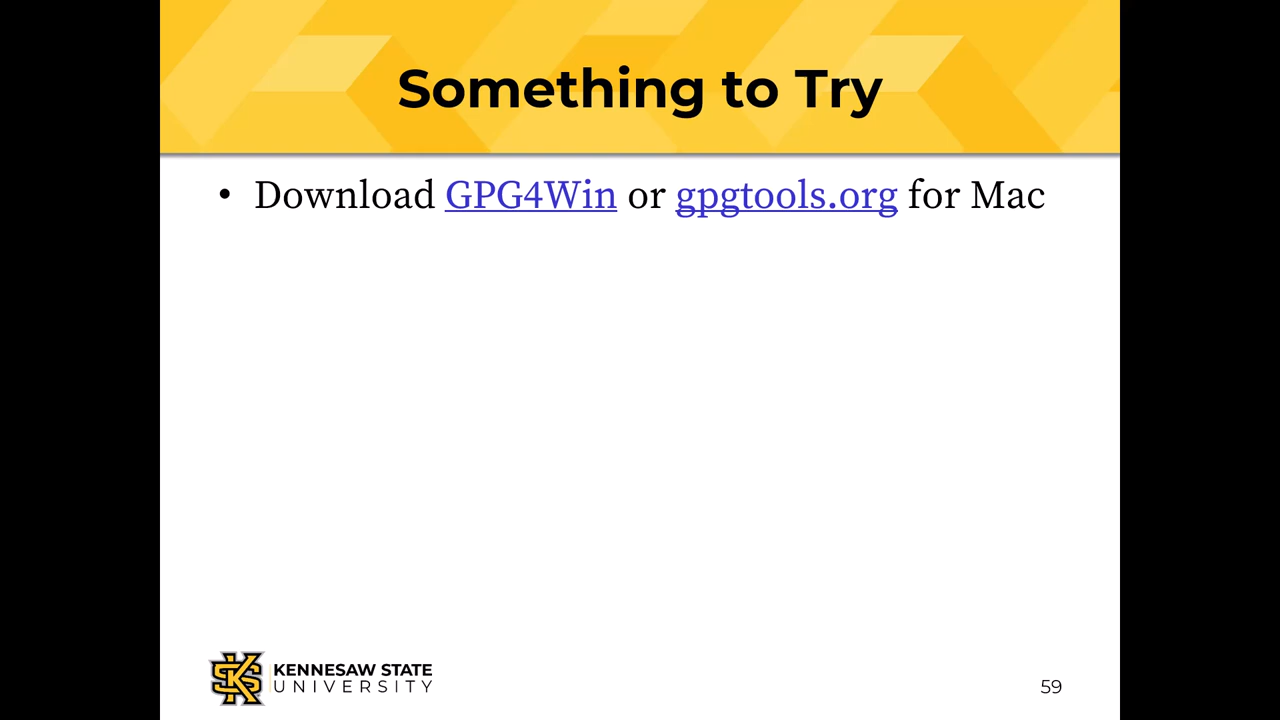 Something to Try
• Download GPG4Win or gpgtools.org for Mac
KENNESAW STATE
UNIVERSITY
59